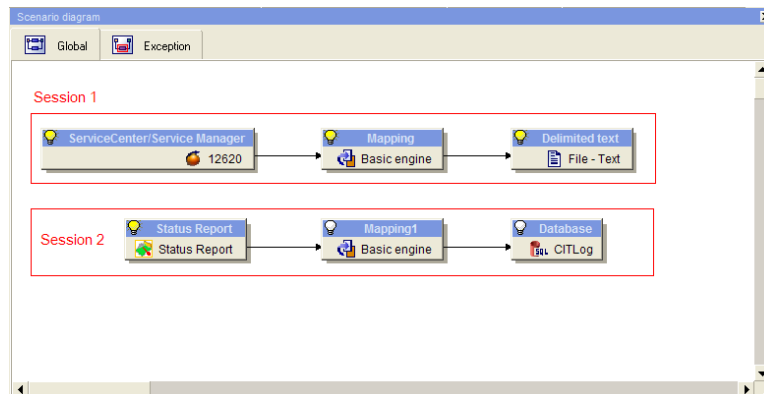 Scenario diagram
Global Exception
Session 1
ServiceCenter/Service Manager Mapping Delimited text
12620 Basic engine File - Text
Session 2
Status Report Mapping1 Database
Status Report Basic engine SQL CITLog